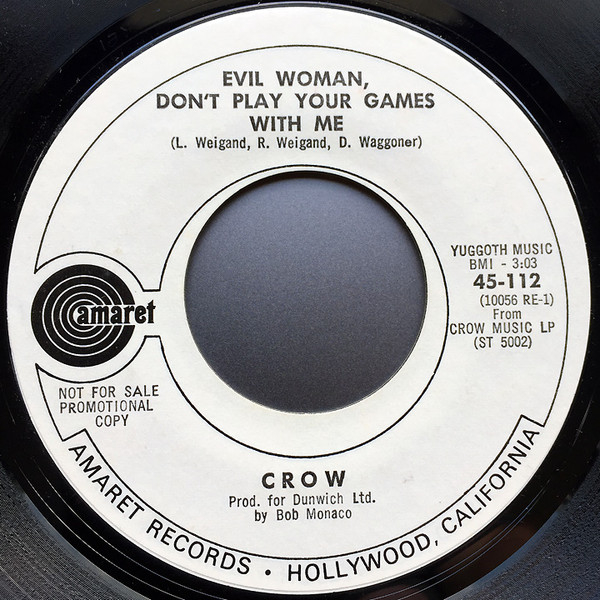 EVIL WOMAN,
DON'T PLAY YOUR GAMES
WITH ME
(L. Weigand, R. Weigand, D. Waggoner)
YUGGOTH MUSIC
BMI - 3:03
45-112
(10056 RE-1)
From
CROW MUSIC LP
(ST 5002)
amaret
NOT FOR SALE
PROMOTIONAL
COPY
CROW
Prod. for Dunwich Ltd.
by Bob Monaco
AMARET RECORDS • HOLLYWOOD, CALIFORNIA